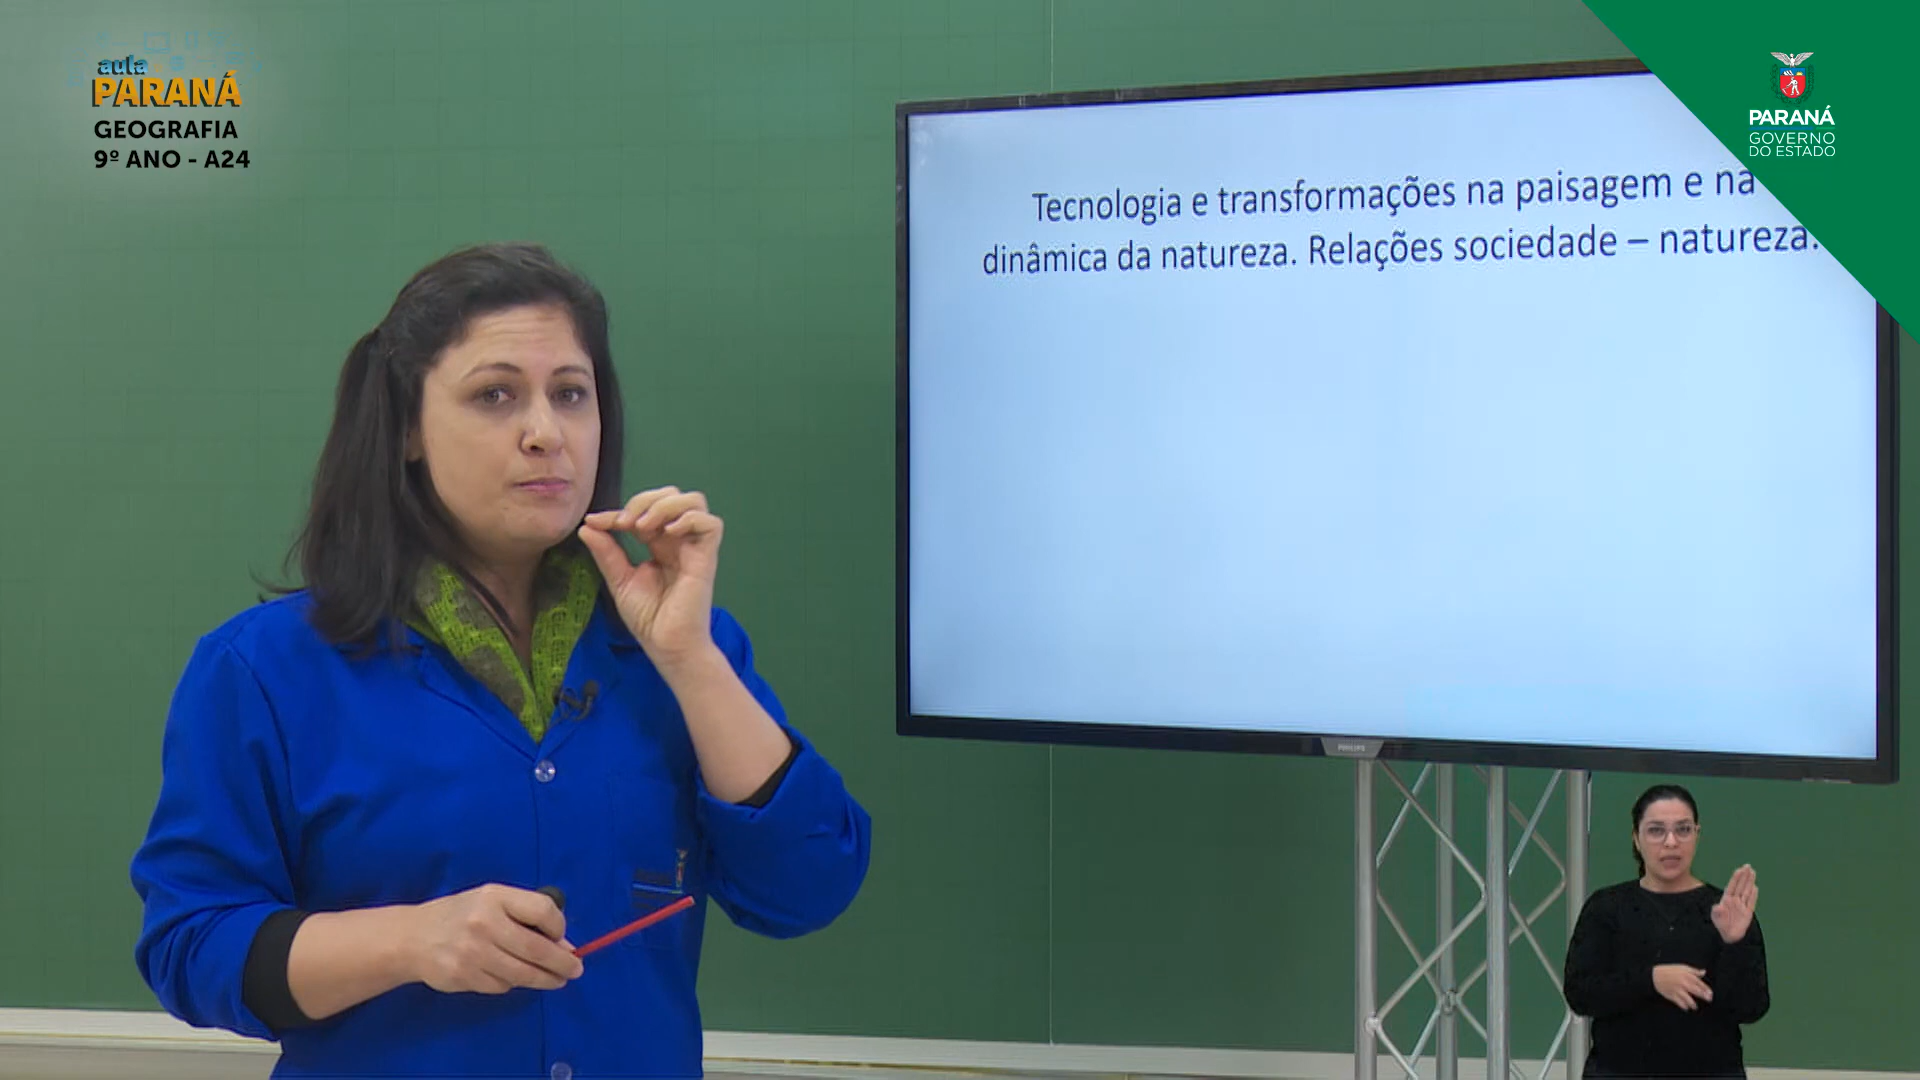 aula
PARANÁ
GEOGRAFIA
9º ANO - A24
PARANÁ
GOVERNO
DO ESTADO
Tecnologia e transformações na paisagem e na
dinâmica da natureza. Relações sociedade – natureza.
PHILIPS